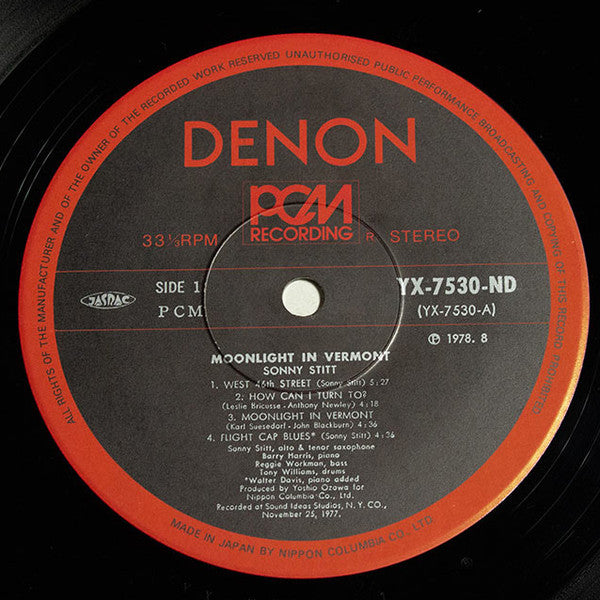 ALL RIGHTS OF THE MANUFACTURER AND OF THE OWNER OF THE RECORDED WORK RESERVED UNAUTHORISED PUBLIC PERFORMANCE BROADCASTING AND COPYING OF THIS RECORD PROHIBITED
DENON
PCM
RECORDING
33 1/3 RPM
R STEREO
JASRAC
SIDE 1
YX-7530-ND
PCM
(YX-7530-A)
Ⓟ 1978. 8
MOONLIGHT IN VERMONT
SONNY STITT
1. WEST 46th STREET (Sonny Stitt) 5:27
2. HOW CAN I TURN TO?
(Leslie Bricusse - Anthony Newley) 4:18
3. MOONLIGHT IN VERMONT
(Karl Suesedorf - John Blackburn) 4:36
4. FLIGHT CAP BLUES* (Sonny Stitt) 4:36
Sonny Stitt, alto & tenor saxophone
Barry Harris, piano
Reggie Workman, bass
Tony Williams, drums
*Walter Davis, piano added
Produced by Yoshio Ozawa for
Nippon Columbia Co., Ltd.
Recorded at Sound Ideas Studios, N. Y. CO.,
November 25, 1977.
MADE IN JAPAN BY NIPPON COLUMBIA CO., LTD.